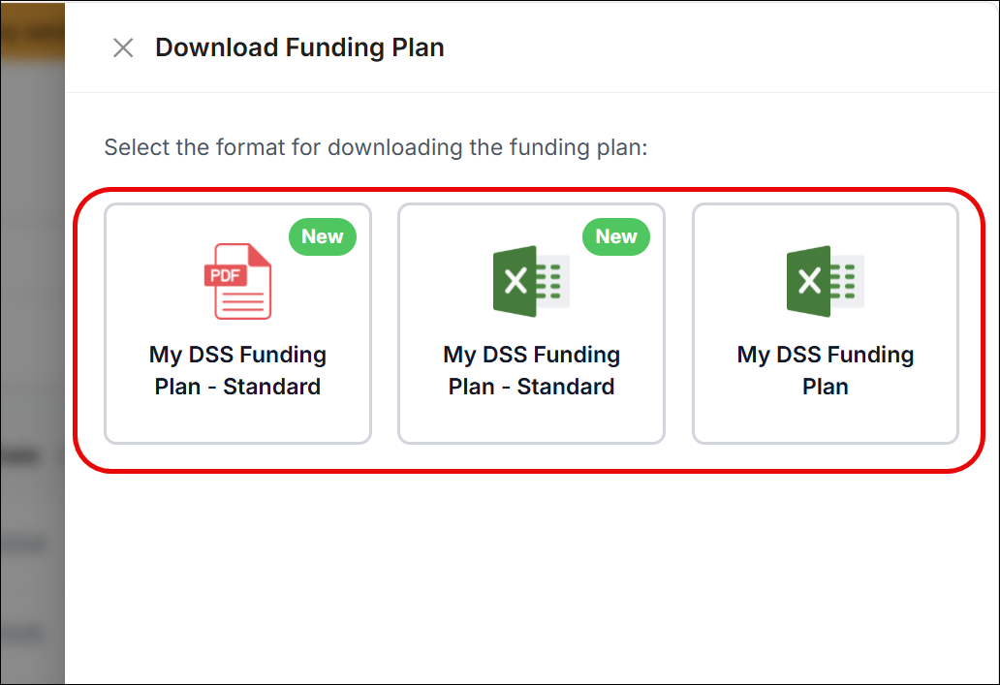 Download Funding Plan
Select the format for downloading the funding plan:
New
PDF
My DSS Funding
Plan - Standard
New
X
My DSS Funding
Plan - Standard
X
My DSS Funding
Plan